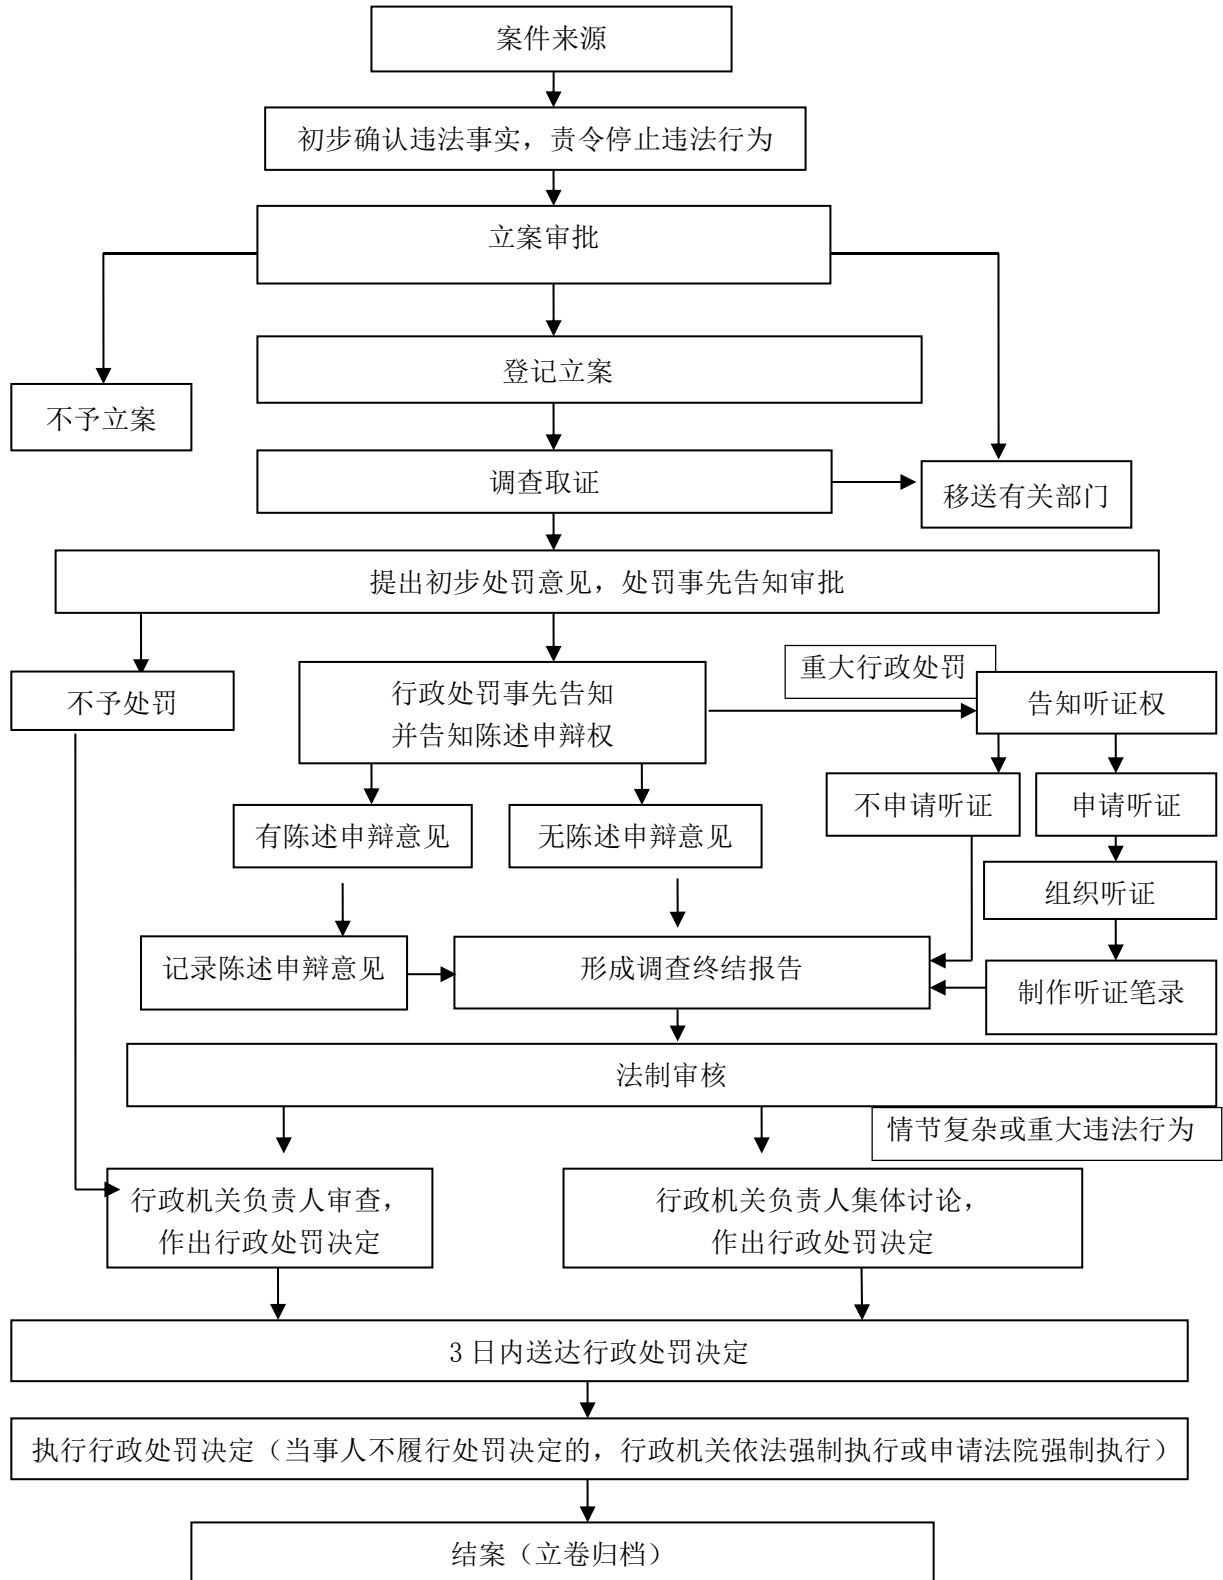 案件来源
初步确认违法事实，责令停止违法行为
立案审批
登记立案
不予立案
调查取证
移送有关部门
提出初步处罚意见，处罚事先告知审批
重大行政处罚
不予处罚
行政处罚事先告知
并告知陈述申辩权
告知听证权
不申请听证
申请听证
有陈述申辩意见
无陈述申辩意见
组织听证
记录陈述申辩意见
形成调查终结报告
制作听证笔录
法制审核
情节复杂或重大违法行为
行政机关负责人审查，
作出行政处罚决定
行政机关负责人集体讨论，
作出行政处罚决定
3 日内送达行政处罚决定
执行行政处罚决定（当事人不履行处罚决定的，行政机关依法强制执行或申请法院强制执行）
结案（立卷归档）